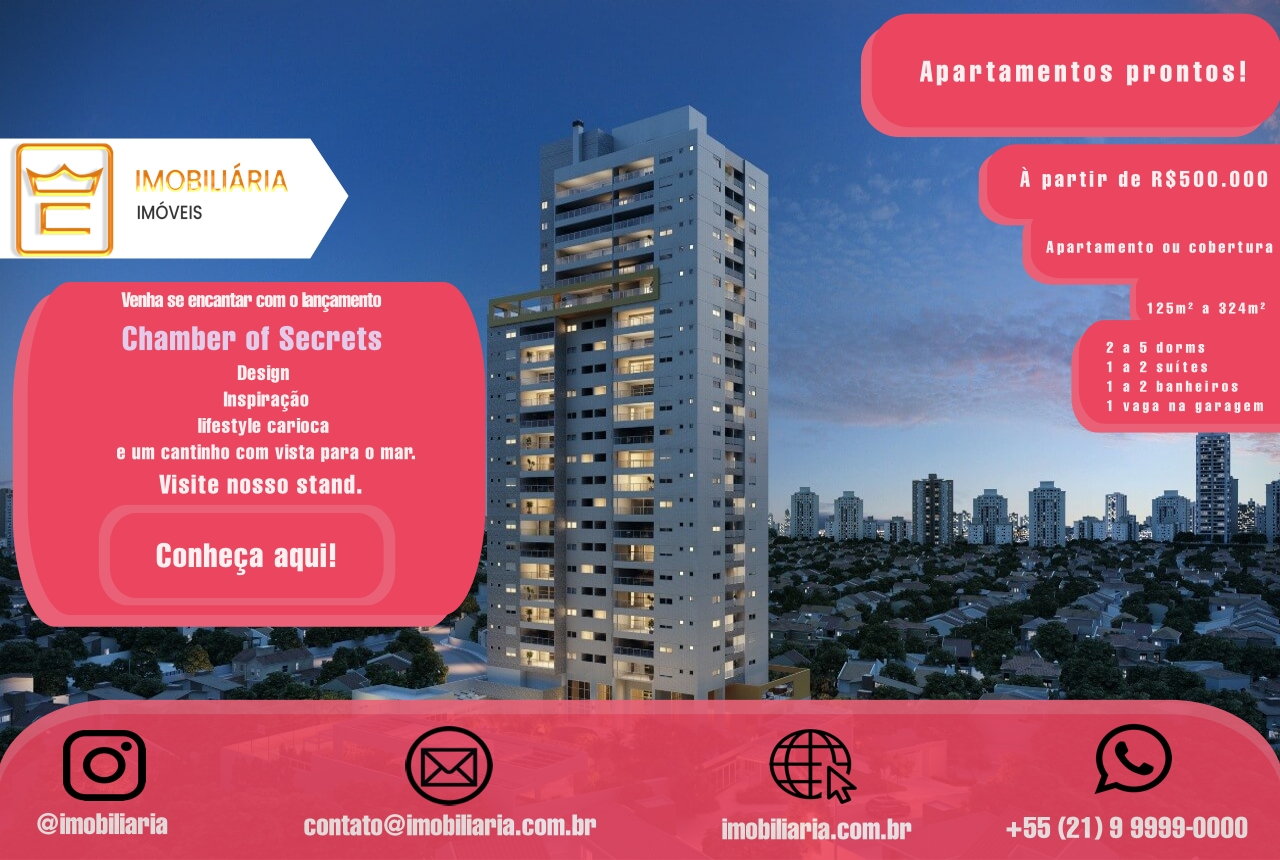 Apartamentos prontos!
IMOBILIÁRIA
IMÓVEIS
À partir de R$500.000
Apartamento ou cobertura
125m² a 324m²
2 a 5 dorms
1 a 2 suítes
1 a 2 banheiros
1 vaga na garagem
Venha se encantar com o lançamento
Chamber of Secrets
Design
Inspiração
lifestyle carioca
e um cantinho com vista para o mar.
Visite nosso stand.
Conheça aqui!
@imobiliaria
contato@imobiliaria.com.br
imobiliaria.com.br
+55 (21) 9 9999-0000